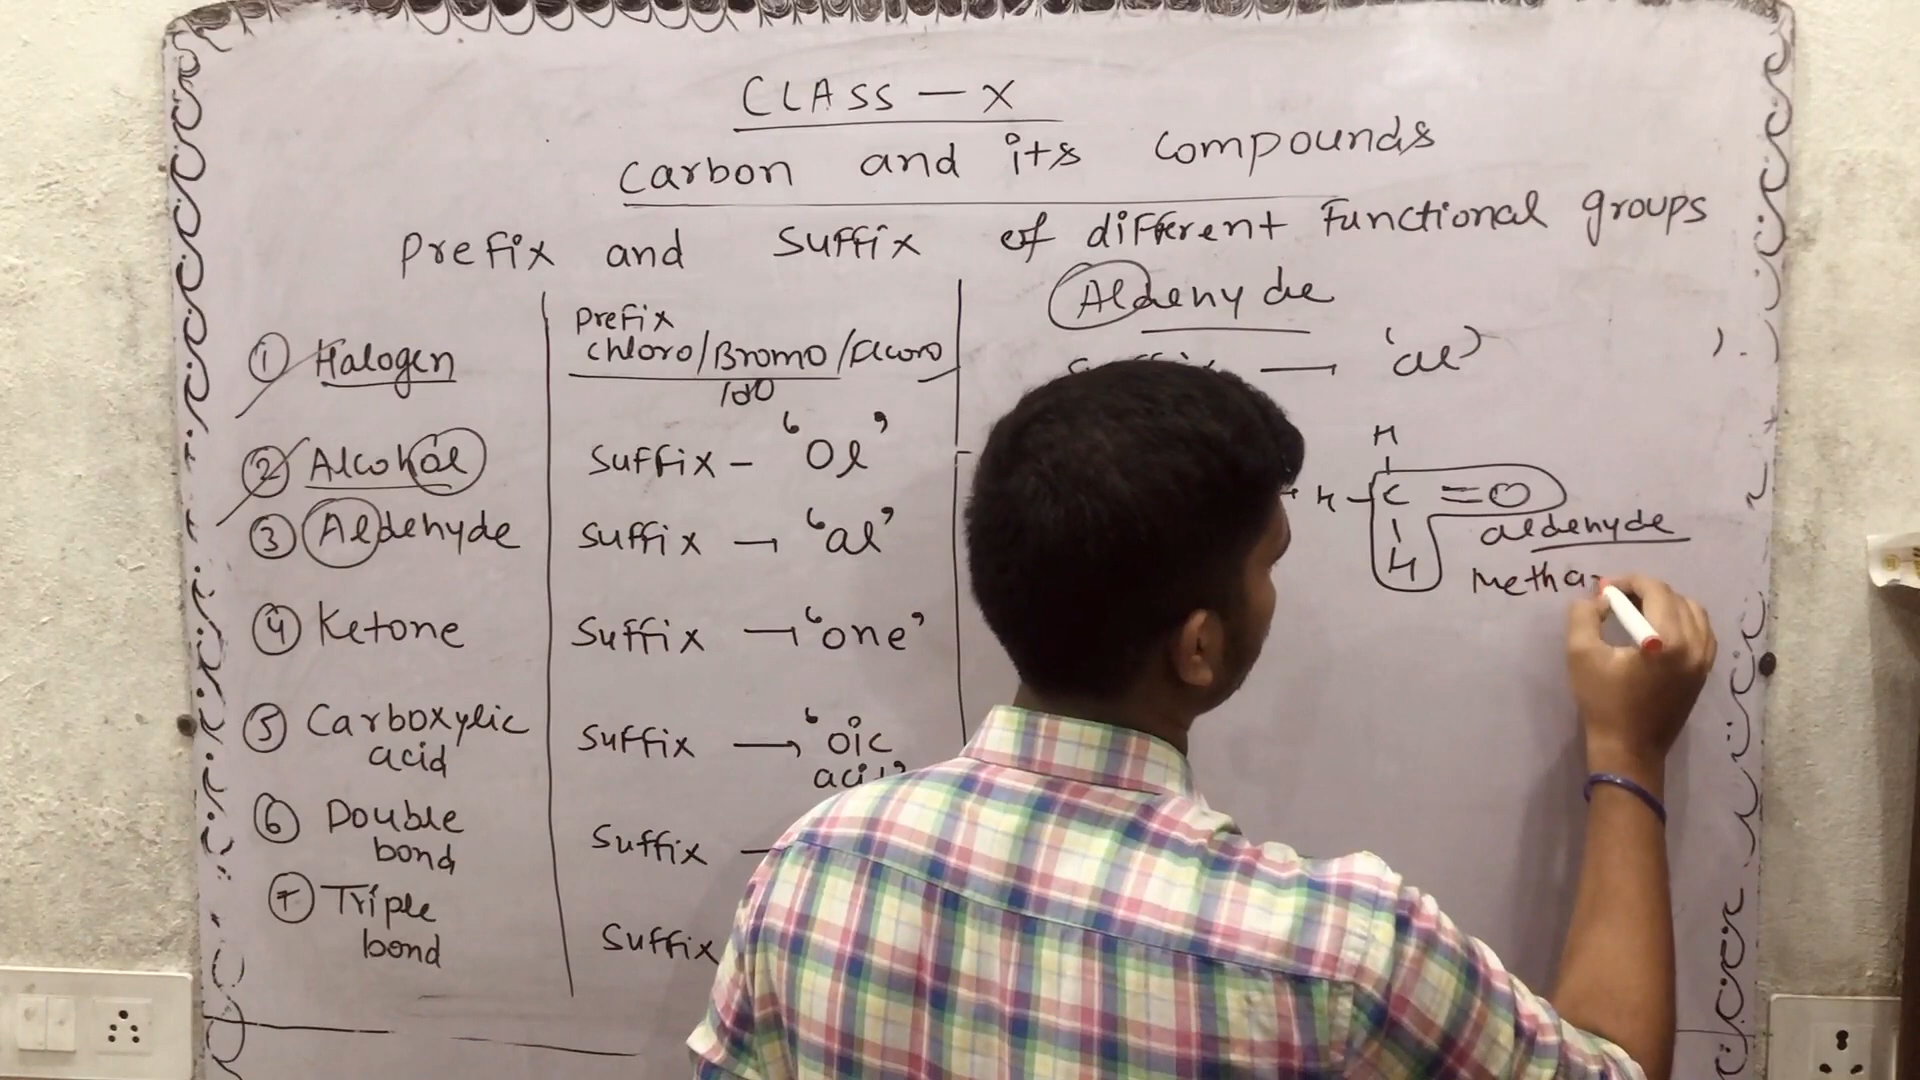 CLASS - X
Carbon and its compounds
Prefix and Suffix of different Functional groups
Prefix
① Halogen chloro/Bromo/Fluoro
Ido
② Alcohol Suffix - 'Ol'
③ Aldehyde Suffix → 'al'
④ Ketone Suffix → 'one'
⑤ Carboxylic Suffix → 'oic
acid
⑥ Double Suffix
bond
⑦ Triple Suffix
bond
Aldehyde
→ 'al'
H
H - C = O
H
aldehyde
Metha